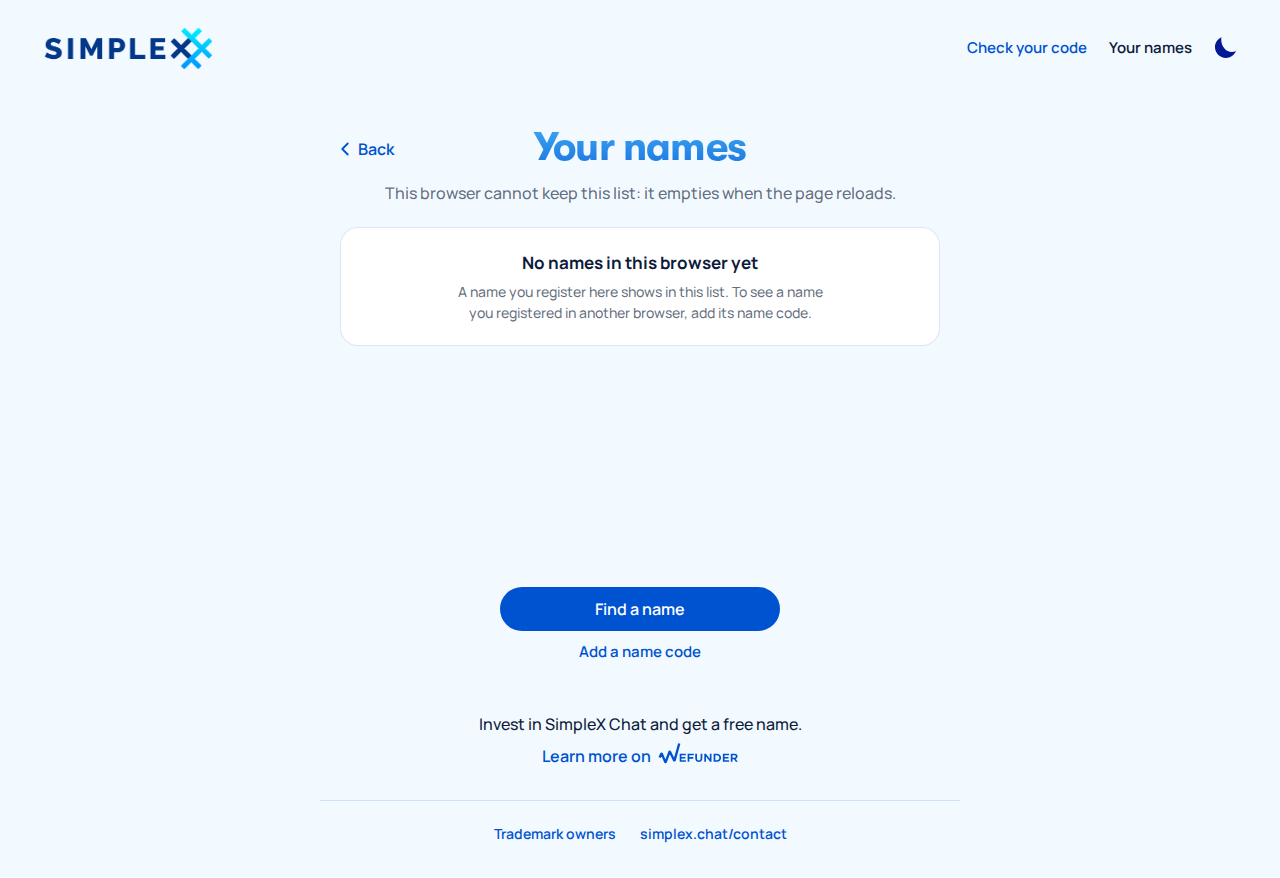 SIMPLEX
Check your code
Your names
Back
Your names
This browser cannot keep this list: it empties when the page reloads.
No names in this browser yet
A name you register here shows in this list. To see a name
you registered in another browser, add its name code.
Find a name
Add a name code
Invest in SimpleX Chat and get a free name.
Learn more on WEFUNDER
Trademark owners
simplex.chat/contact